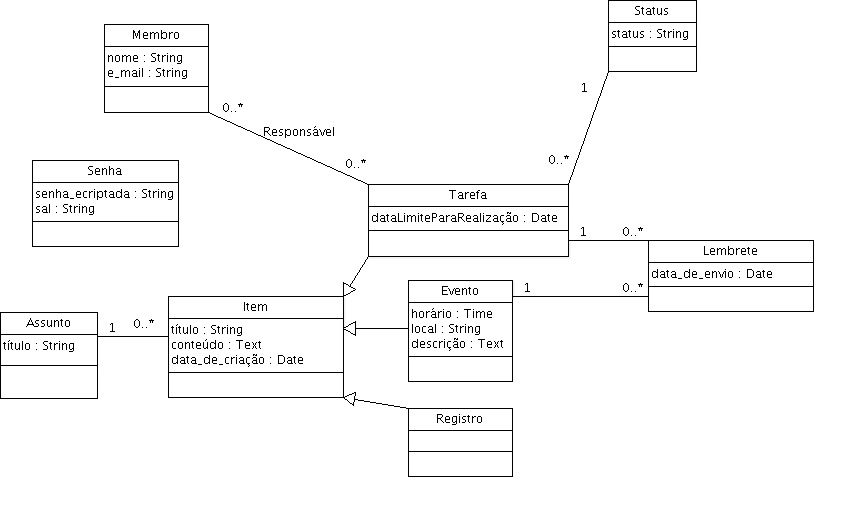 Status
status : String
Membro
nome : String
e_mail : String
1
0..*
Responsável
0..*
0..*
Senha
senha_ecriptada : String
sal : String
Tarefa
dataLimiteParaRealização : Date
1
0..*
Lembrete
data_de_envio : Date
Evento
horário : Time
local : String
descrição : Text
1
0..*
Item
título : String
conteúdo : Text
data_de_criação : Date
Assunto
título : String
1
0..*
Registro